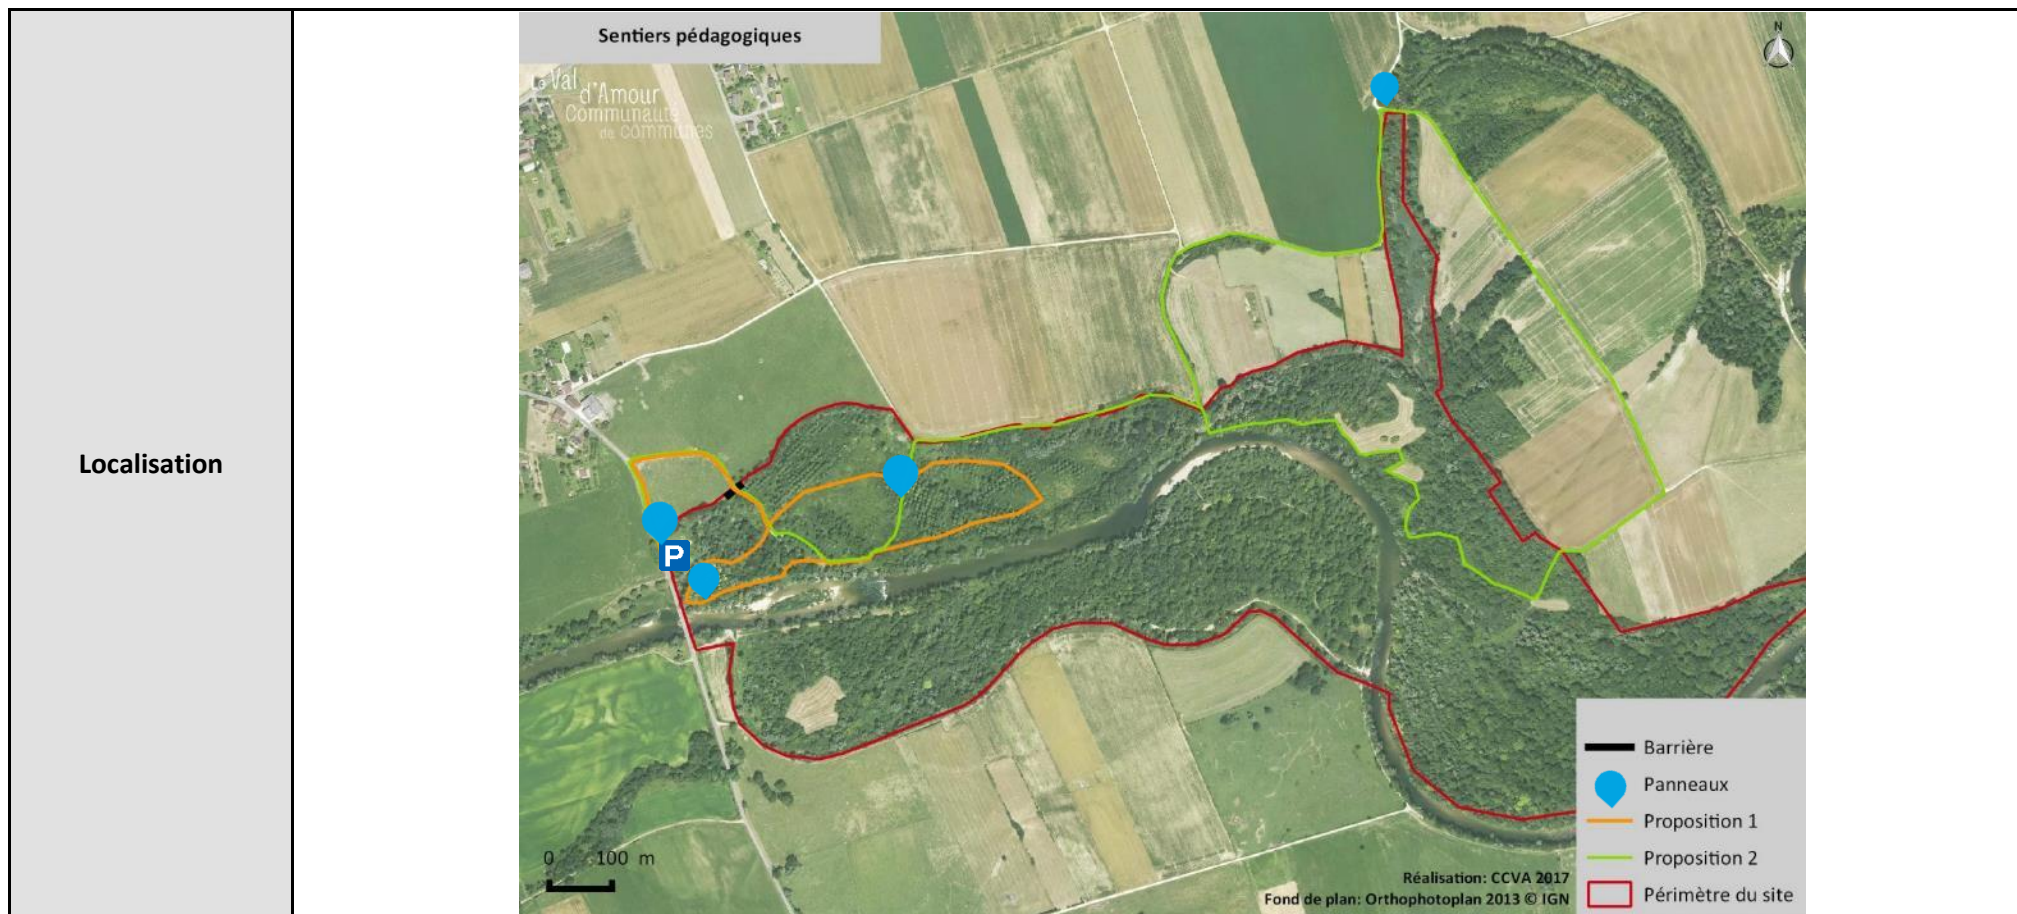 Localisation
Sentiers pédagogiques
Le Val
d'Amour
Communauté
de communes
N
P
Barrière
Panneaux
Proposition 1
Proposition 2
Périmètre du site
0 100 m
Réalisation: CCVA 2017
Fond de plan: Orthophotoplan 2013 © IGN